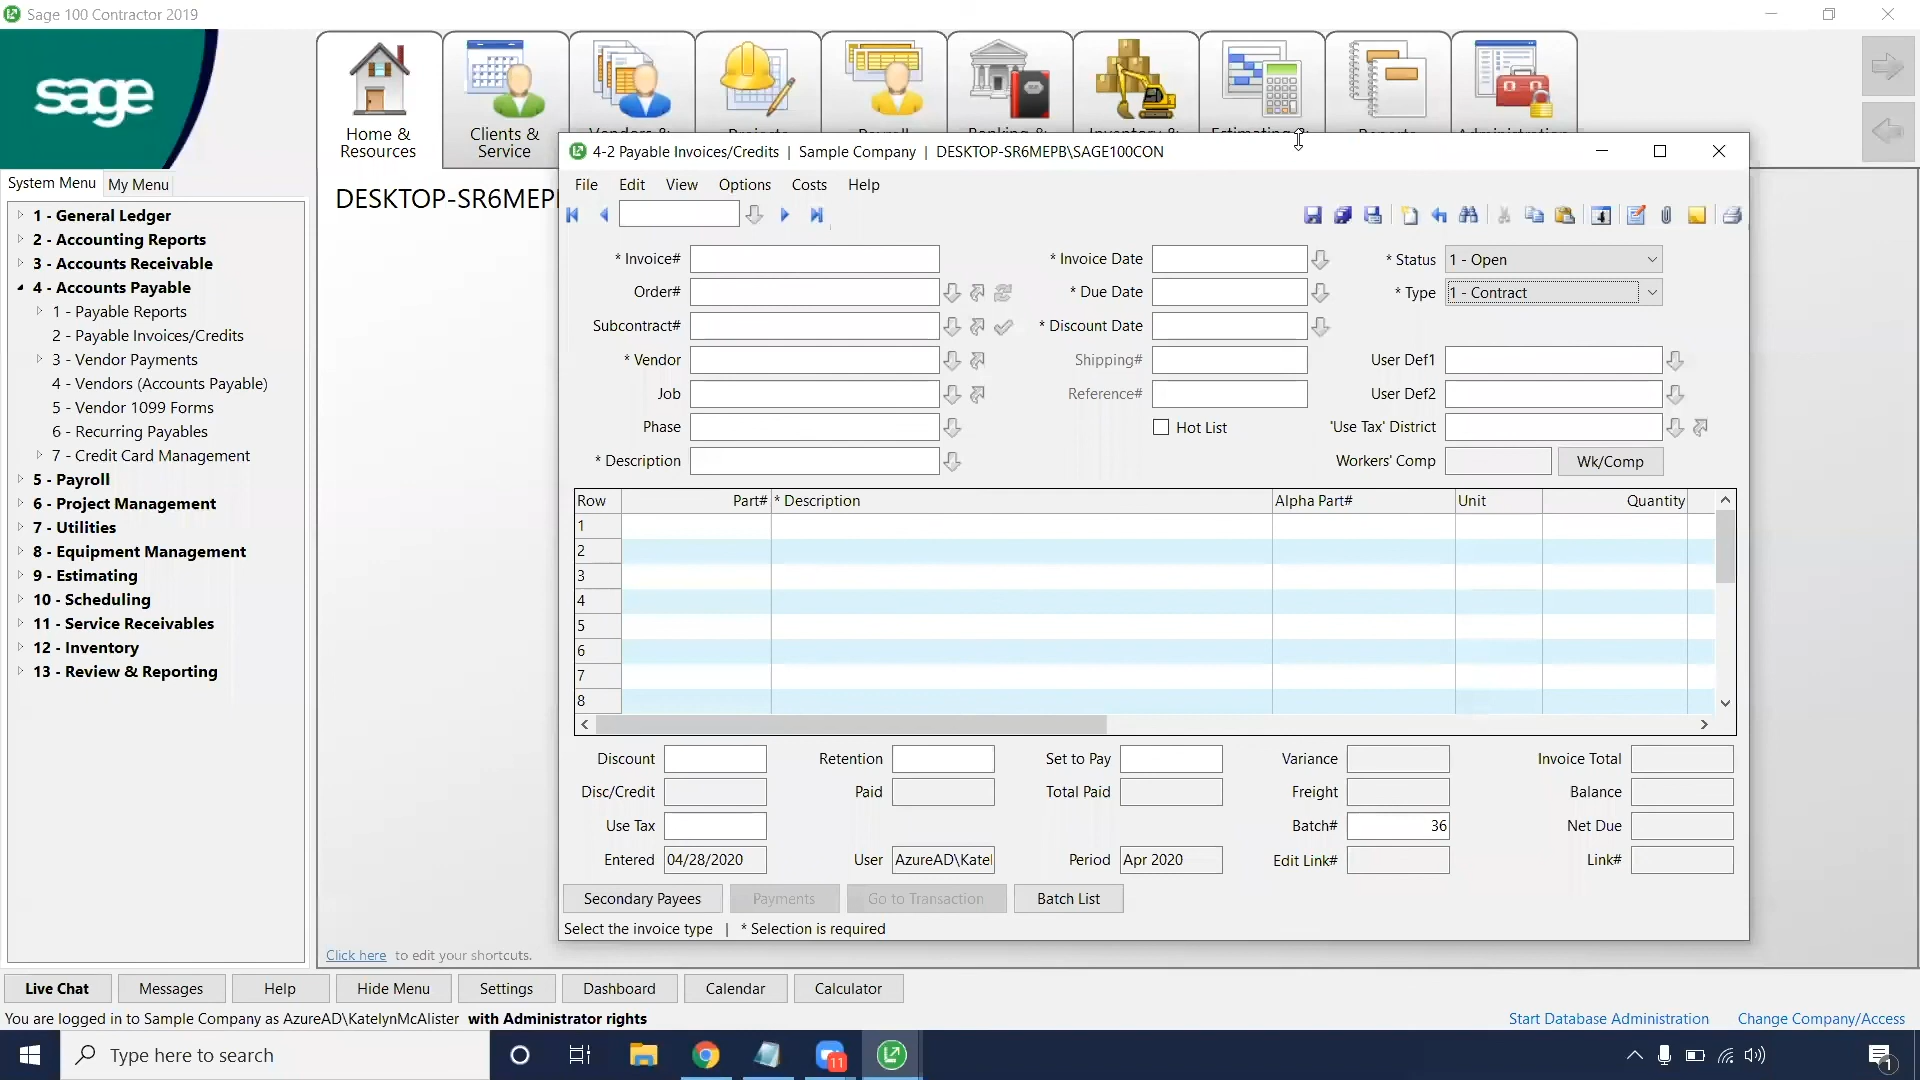 Sage 100 Contractor 2019
sage
Home & Resources
Clients & Service
Vendors &
Projects
Payroll
Banking &
Inventory &
Estimating &
Reports
Administration
System Menu
My Menu
DESKTOP-SR6MEP
1 - General Ledger
2 - Accounting Reports
3 - Accounts Receivable
4 - Accounts Payable
1 - Payable Reports
2 - Payable Invoices/Credits
3 - Vendor Payments
4 - Vendors (Accounts Payable)
5 - Vendor 1099 Forms
6 - Recurring Payables
7 - Credit Card Management
5 - Payroll
6 - Project Management
7 - Utilities
8 - Equipment Management
9 - Estimating
10 - Scheduling
11 - Service Receivables
12 - Inventory
13 - Review & Reporting
4-2 Payable Invoices/Credits | Sample Company | DESKTOP-SR6MEPB\SAGE100CON
File Edit View Options Costs Help
* Invoice# * Invoice Date * Status 1 - Open
Order# * Due Date * Type 1 - Contract
Subcontract# * Discount Date
* Vendor Shipping# User Def1
Job Reference# User Def2
Phase Hot List 'Use Tax' District
* Description Workers' Comp Wk/Comp
Row Part# * Description Alpha Part# Unit Quantity
1
2
3
4
5
6
7
8
Discount Retention Set to Pay Variance Invoice Total
Disc/Credit Paid Total Paid Freight Balance
Use Tax Batch# 36 Net Due
Entered 04/28/2020 User AzureAD\Katel Period Apr 2020 Edit Link# Link#
Secondary Payees Payments Go to Transaction Batch List
Select the invoice type | * Selection is required
Click here to edit your shortcuts.
Live Chat Messages Help Hide Menu Settings Dashboard Calendar Calculator
You are logged in to Sample Company as AzureAD\KatelynMcAlister with Administrator rights Start Database Administration Change Company/Access
Type here to search
11
1